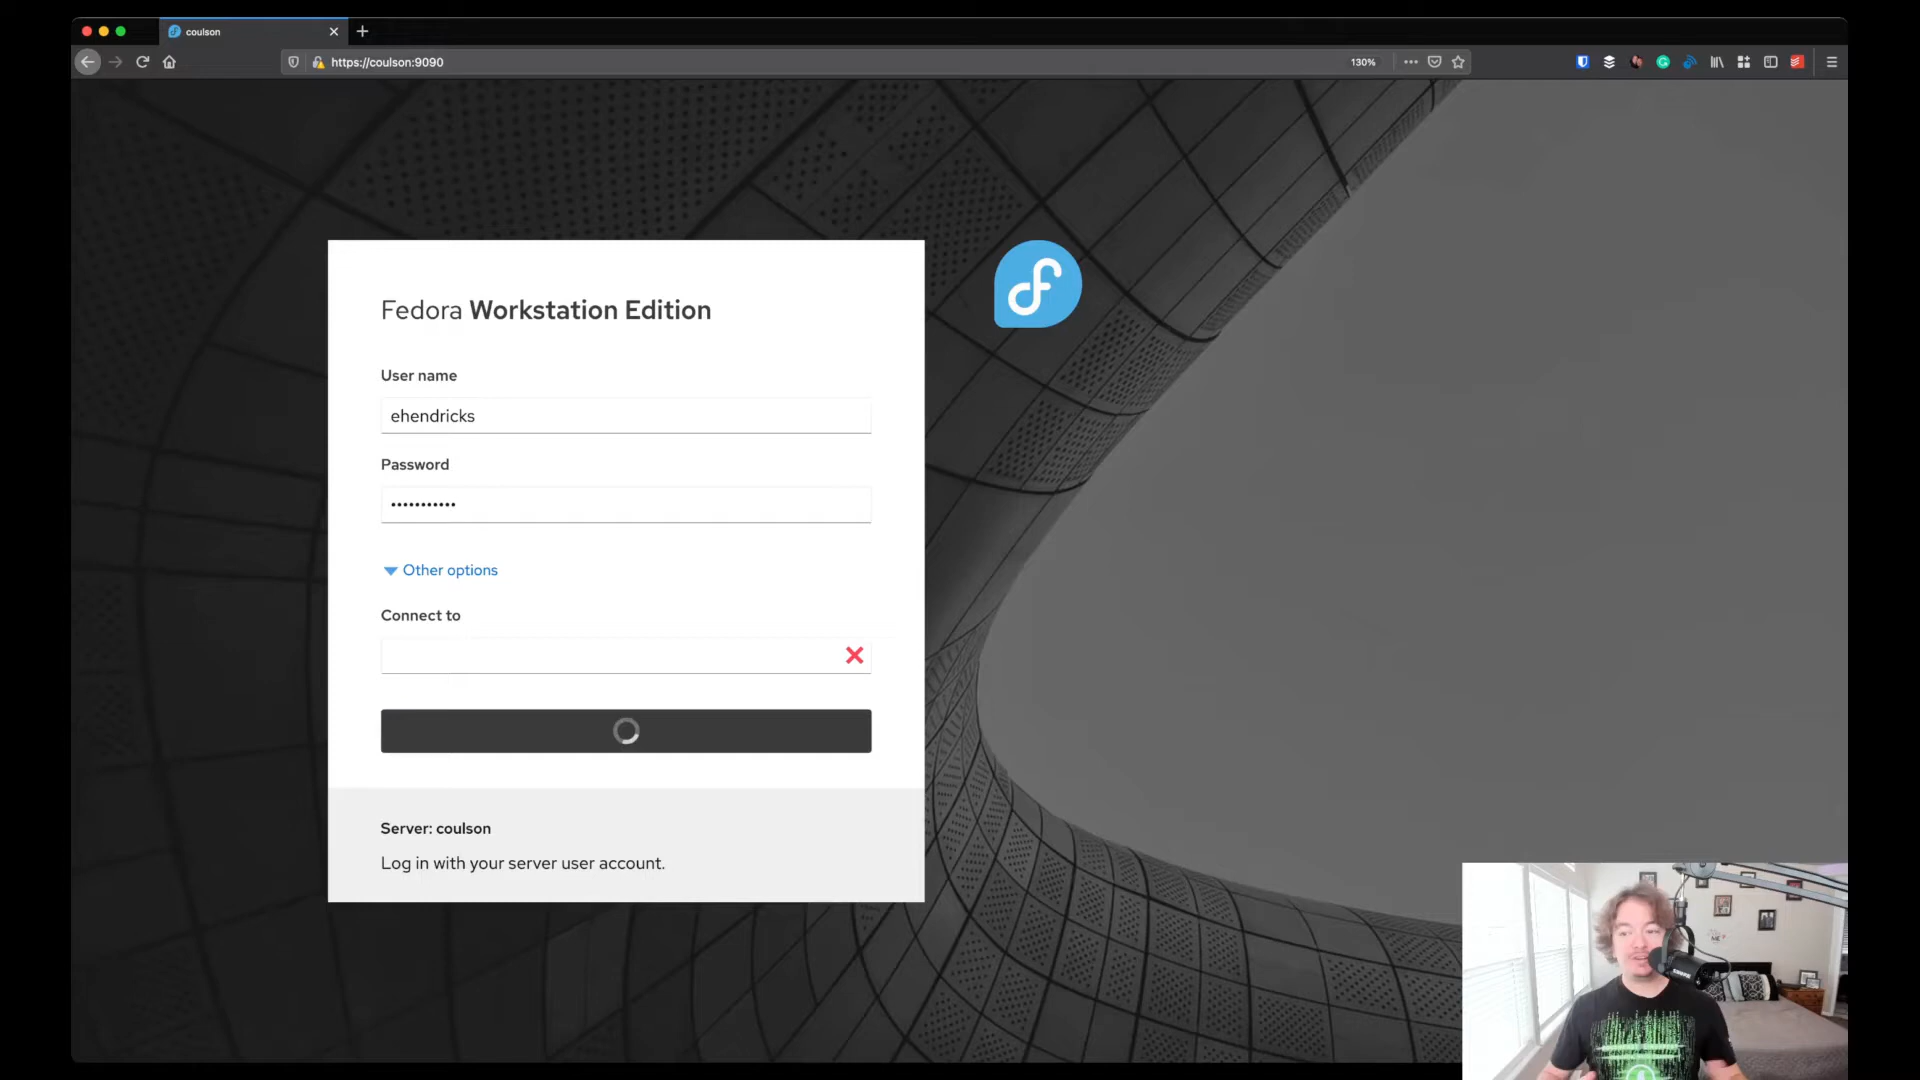 coulson
https://coulson:9090
130%
Fedora Workstation Edition
User name
ehendricks
Password
Other options
Connect to
Server: coulson
Log in with your server user account.